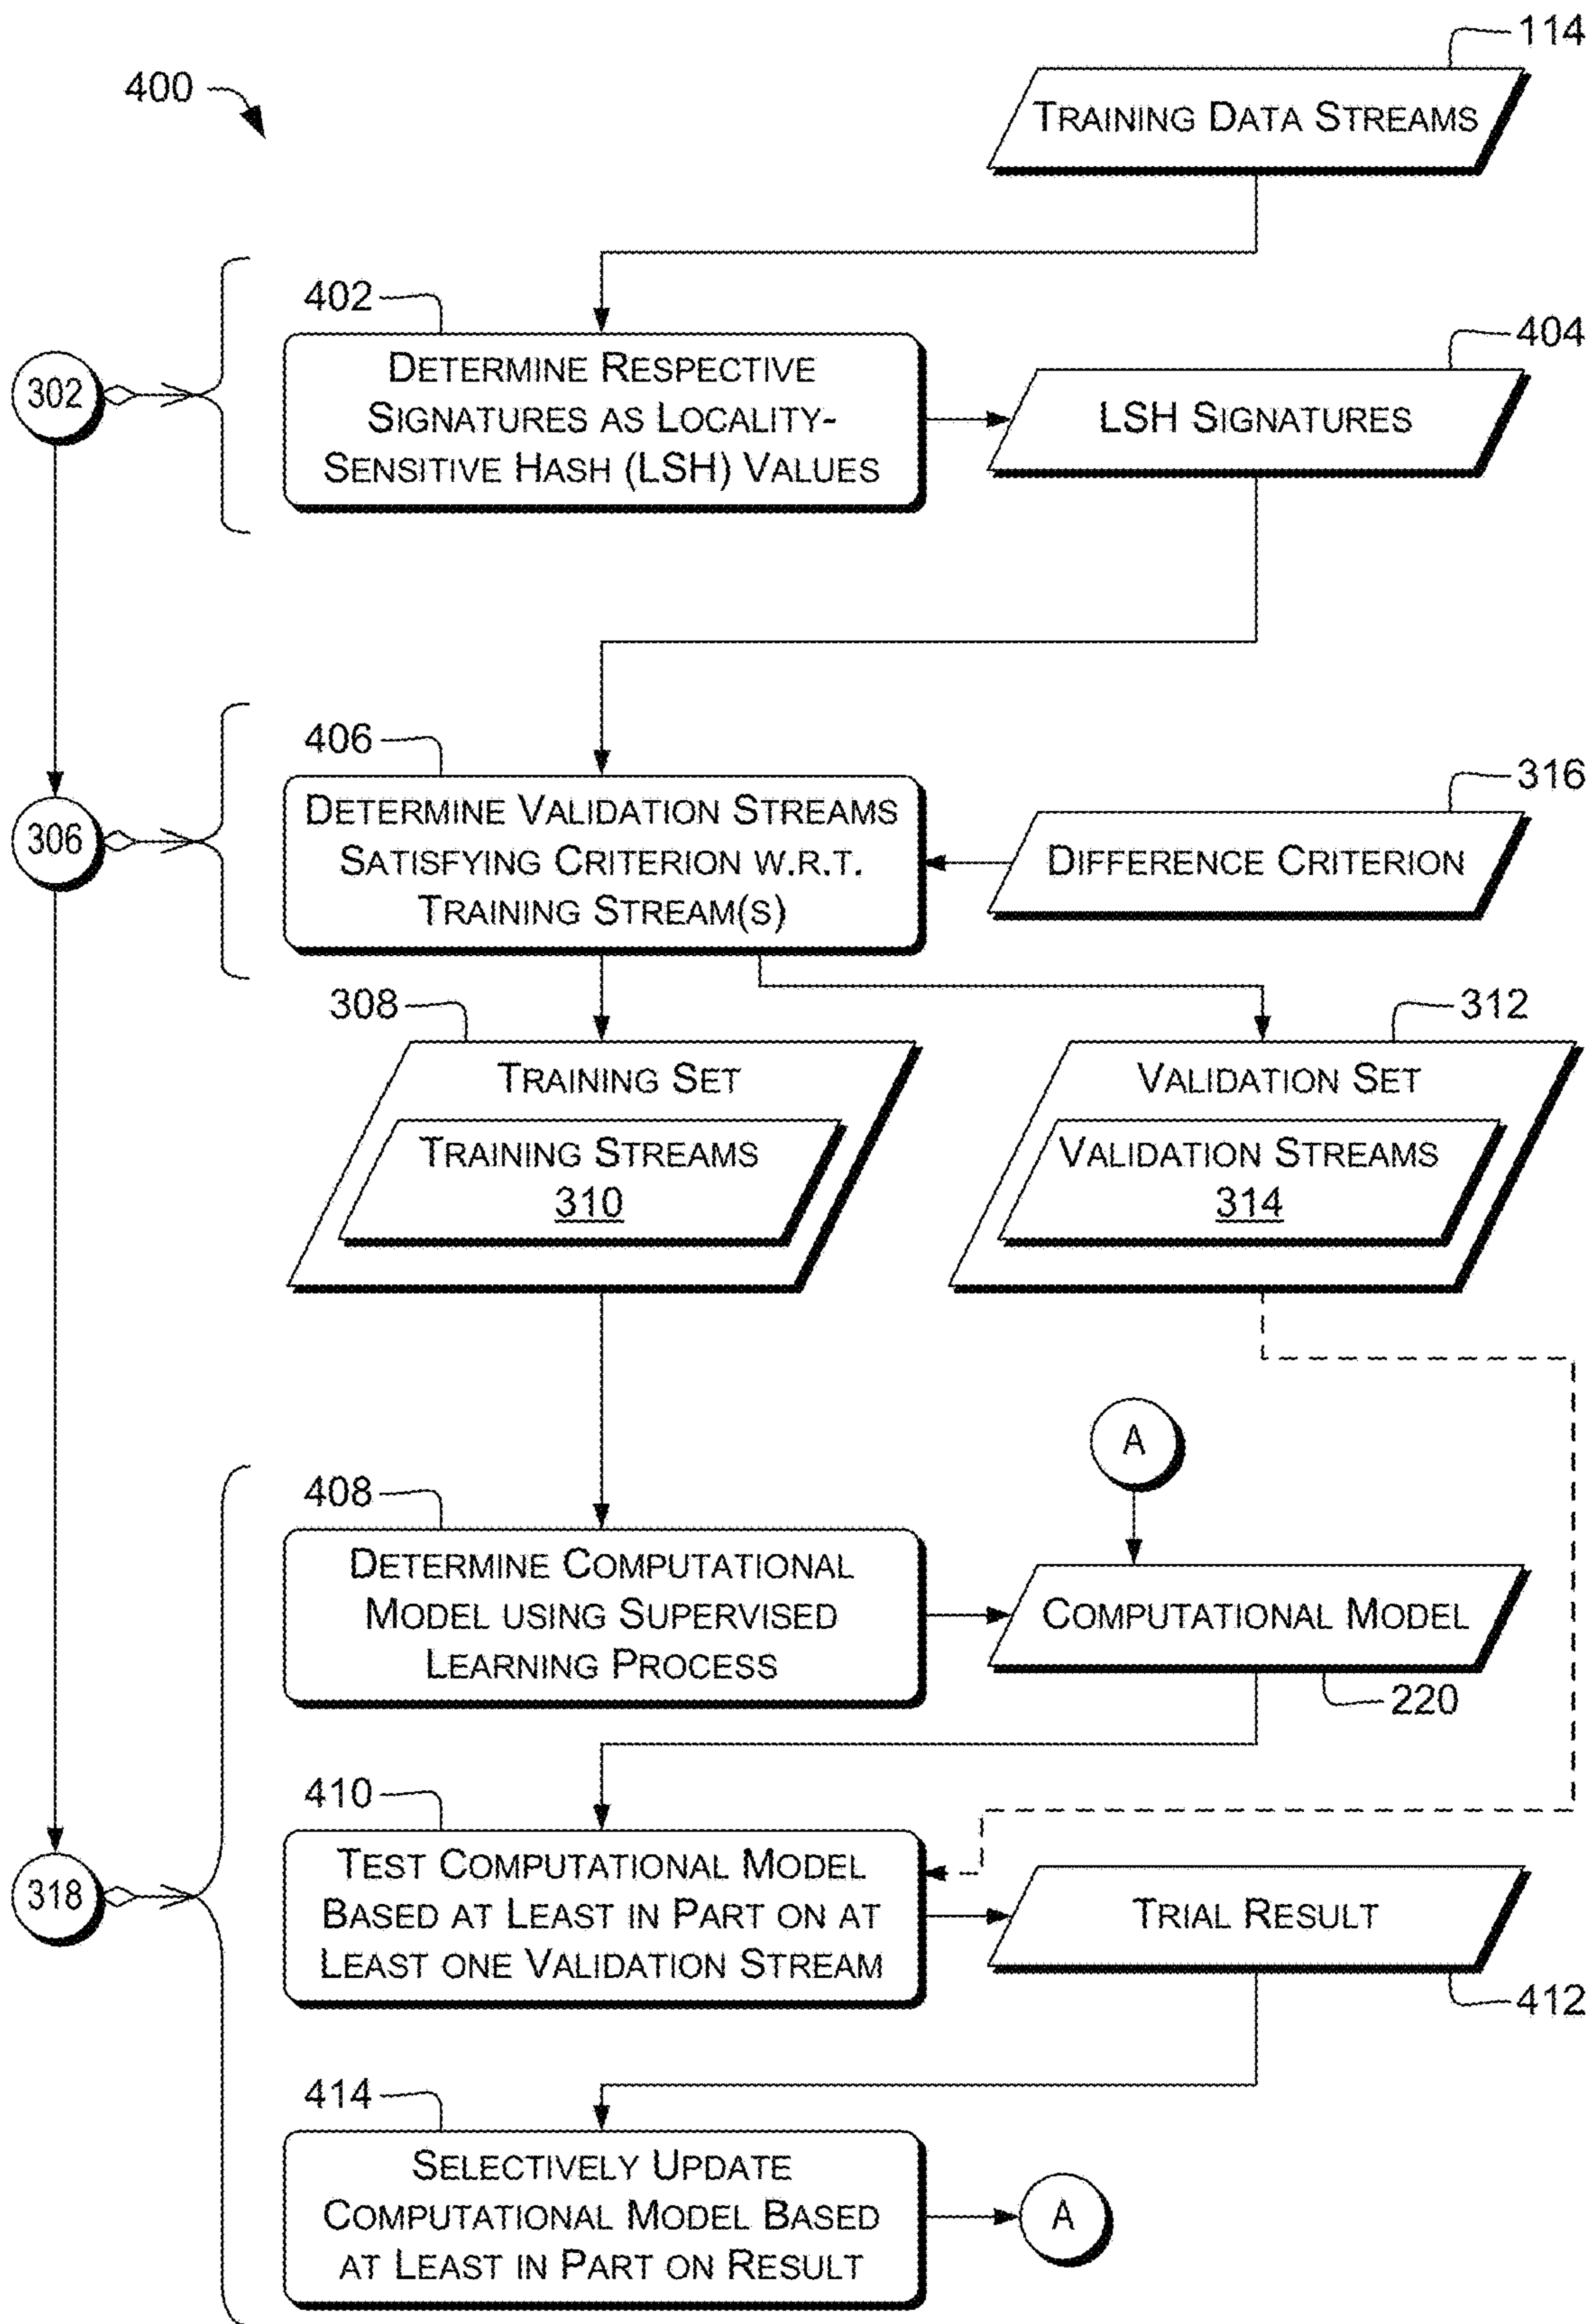 114
400
TRAINING DATA STREAMS
402
404
302
DETERMINE RESPECTIVE
SIGNATURES AS LOCALITY-
SENSITIVE HASH (LSH) VALUES
LSH SIGNATURES
406
316
306
DETERMINE VALIDATION STREAMS
SATISFYING CRITERION W.R.T.
TRAINING STREAM(S)
DIFFERENCE CRITERION
308
312
TRAINING SET
TRAINING STREAMS
310
VALIDATION SET
VALIDATION STREAMS
314
A
408
DETERMINE COMPUTATIONAL
MODEL USING SUPERVISED
LEARNING PROCESS
COMPUTATIONAL MODEL
220
410
318
TEST COMPUTATIONAL MODEL
BASED AT LEAST IN PART ON AT
LEAST ONE VALIDATION STREAM
TRIAL RESULT
412
414
SELECTIVELY UPDATE
COMPUTATIONAL MODEL BASED
AT LEAST IN PART ON RESULT
A